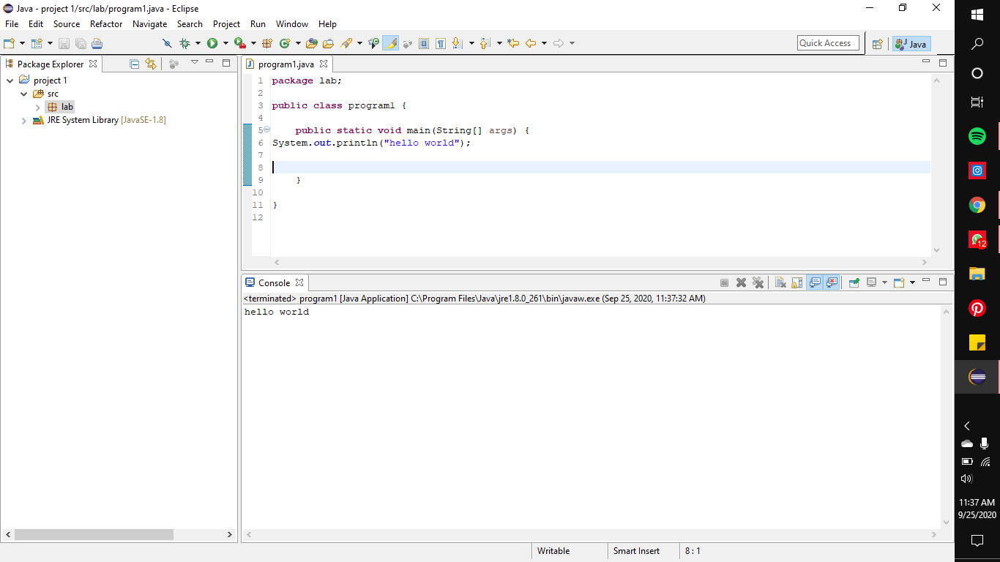 Java - project 1/src/lab/program1.java - Eclipse
File Edit Source Refactor Navigate Search Project Run Window Help
Quick Access
Java
Package Explorer
project 1
src
lab
JRE System Library [JavaSE-1.8]
program1.java
1 package lab;
2
3 public class program1 {
4
5 public static void main(String[] args) {
6 System.out.println("hello world");
7
8
9 }
10
11 }
12
Console
<terminated> program1 [Java Application] C:\Program Files\Java\jre1.8.0_261\bin\javaw.exe (Sep 25, 2020, 11:37:32 AM)
hello world
Writable Smart Insert 8 : 1
12
11:37 AM
9/25/2020